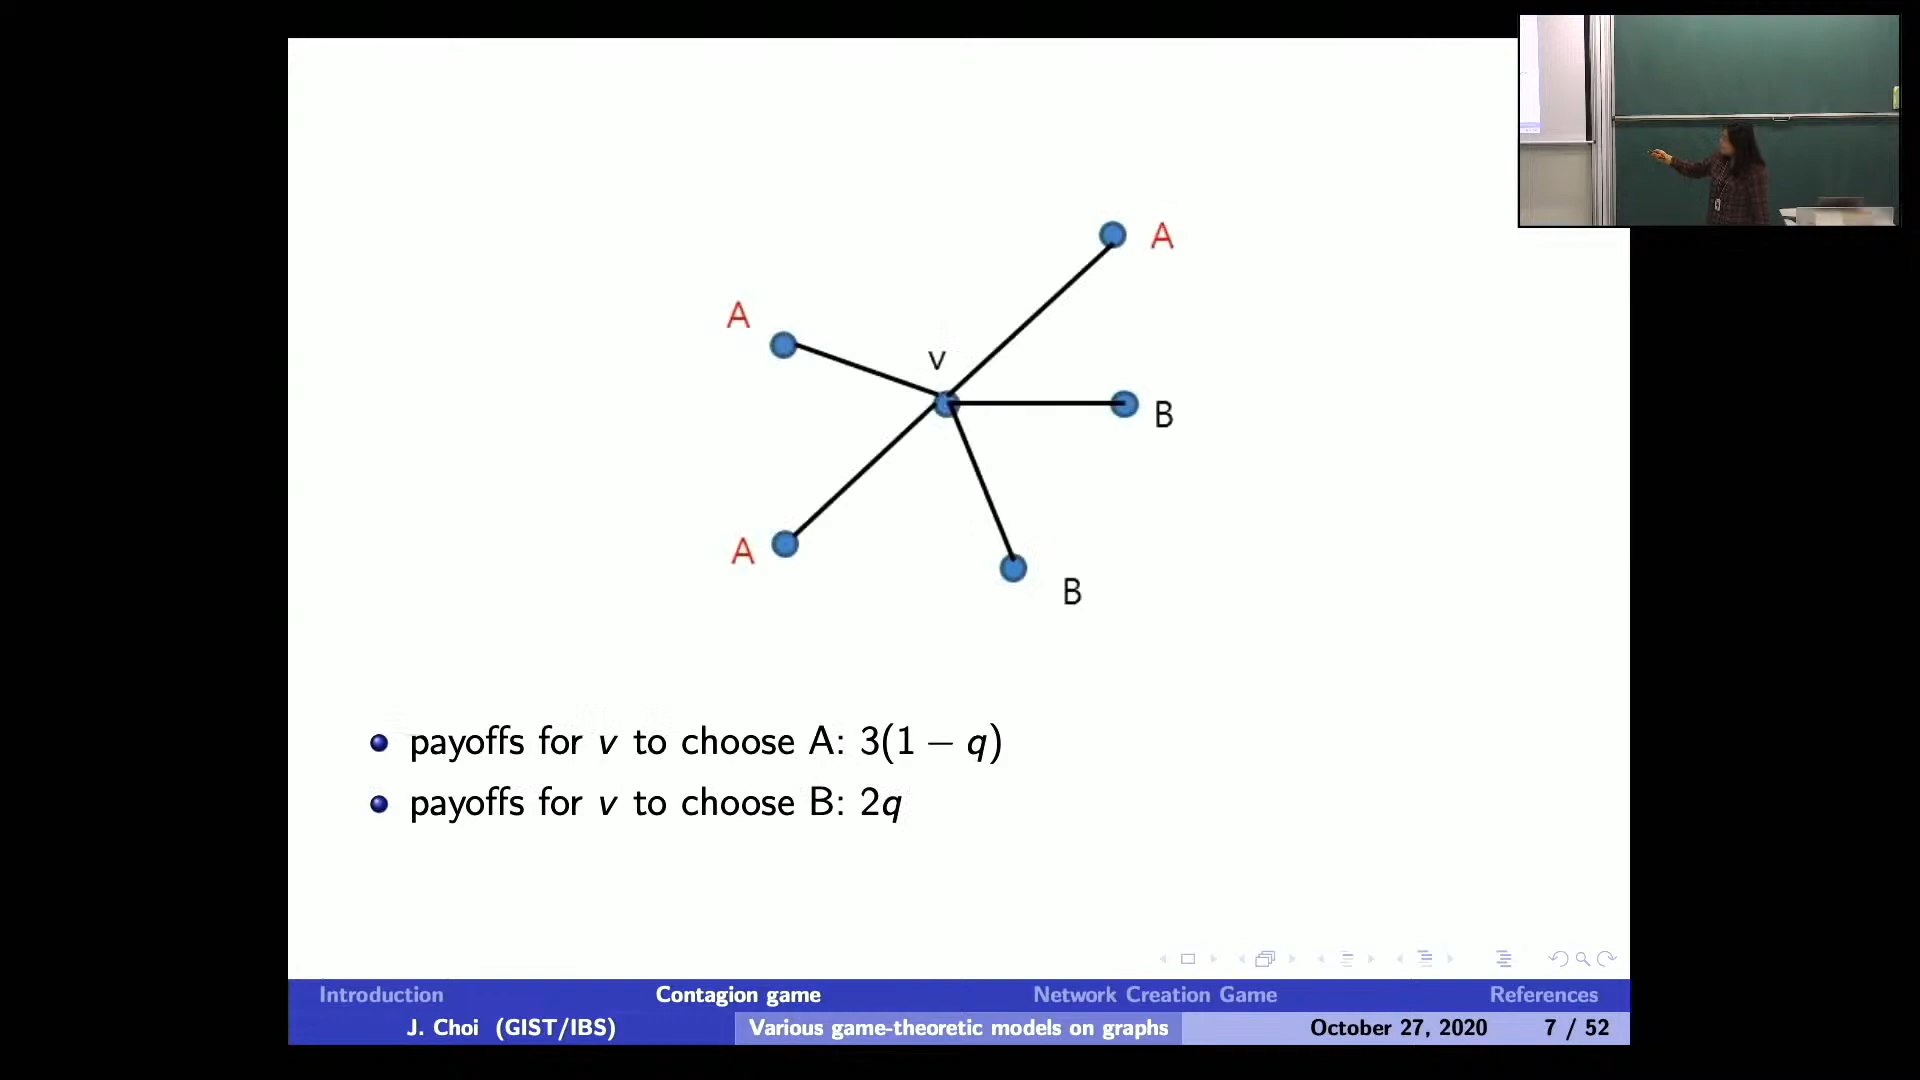 A
A
v
B
A
B
payoffs for v to choose A: 3(1 − q)
payoffs for v to choose B: 2q
Introduction Contagion game Network Creation Game References
J. Choi (GIST/IBS) Various game-theoretic models on graphs October 27, 2020 7 / 52